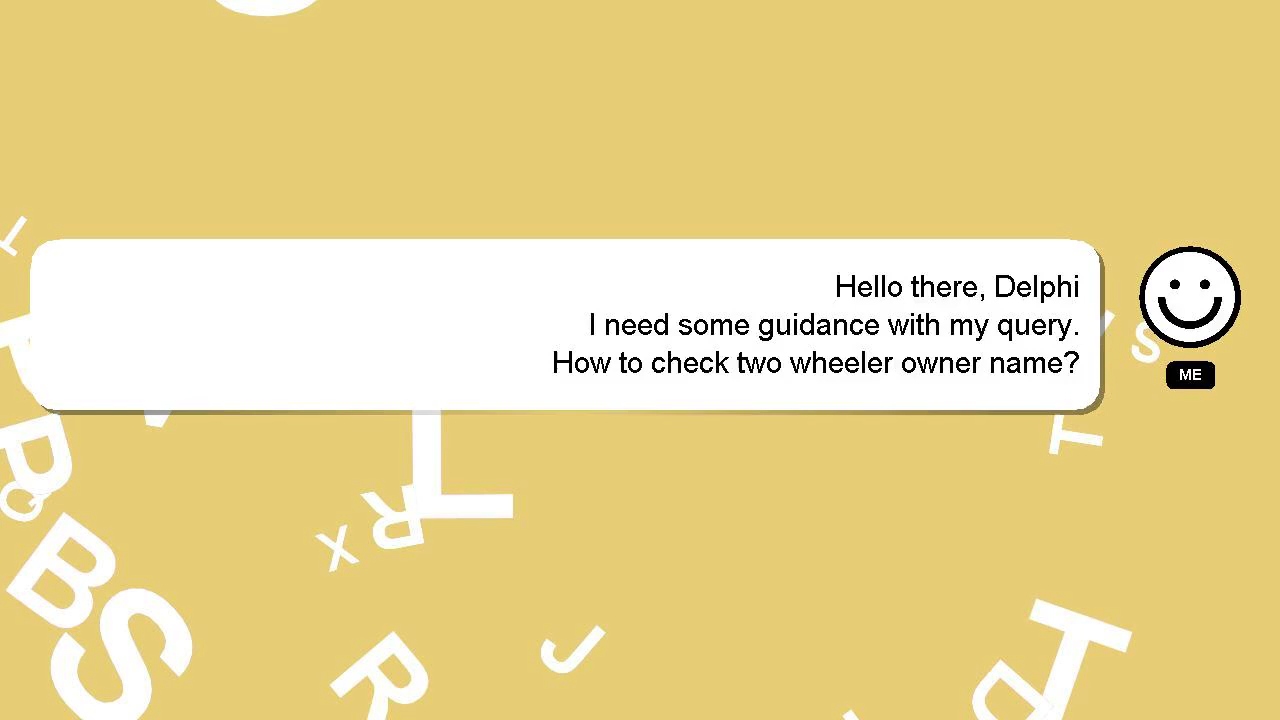 Hello there, Delphi
I need some guidance with my query.
How to check two wheeler owner name?
ME
T
S
T
P
Q
B
S
L
R
X
R
J
T
D